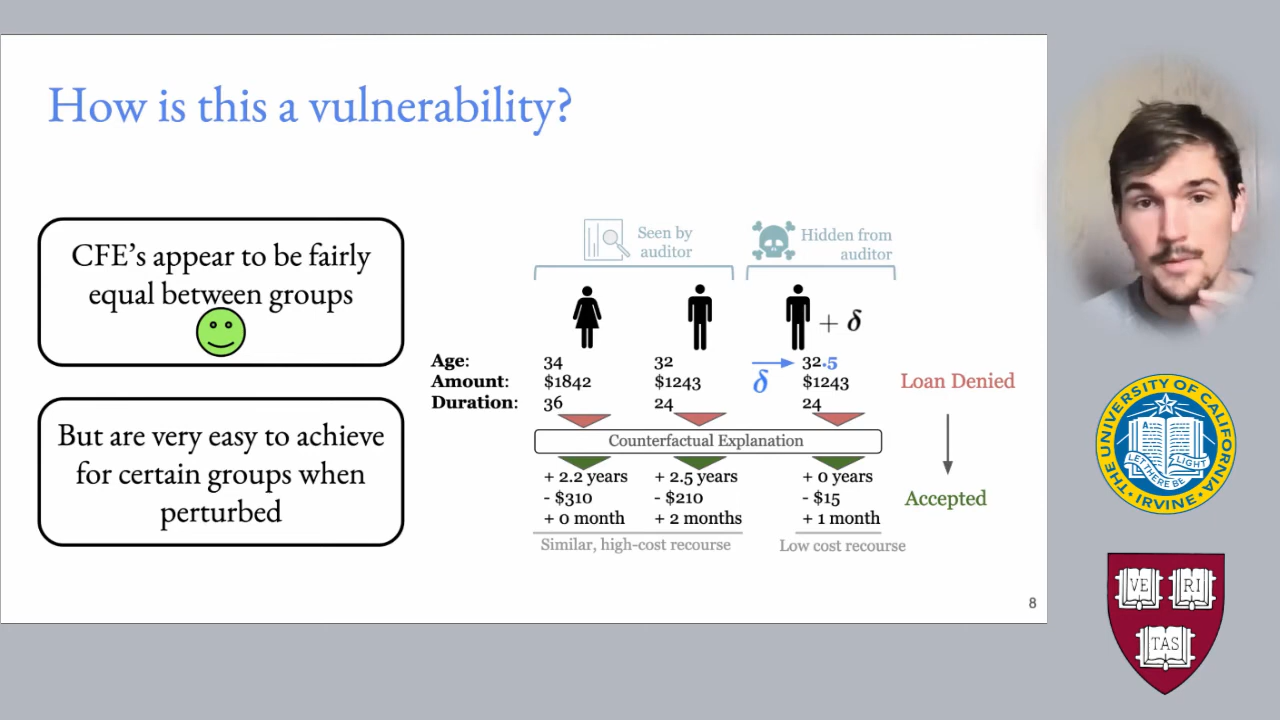 How is this a vulnerability?
CFE's appear to be fairly
equal between groups
But are very easy to achieve
for certain groups when
perturbed
Seen by
auditor
Hidden from
auditor
+ δ
Age: 34 32 32.5
δ
Amount: $1842 $1243 $1243
Duration: 36 24 24
Loan Denied
Counterfactual Explanation
+ 2.2 years + 2.5 years + 0 years
- $310 - $210 - $15
+ 0 month + 2 months + 1 month
Accepted
Similar, high-cost recourse
Low cost recourse
8
THE UNIVERSITY OF CALIFORNIA
LET THERE BE LIGHT
A
IRVINE
VE RI
TAS